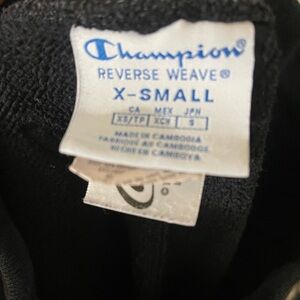 Champion
REVERSE WEAVE®
X-SMALL
CA MEX JPN
XS/TP XCH S
MADE IN CAMBODIA
FABRIQUÉ AU CAMBODGE
HECHO EN CAMBOYA